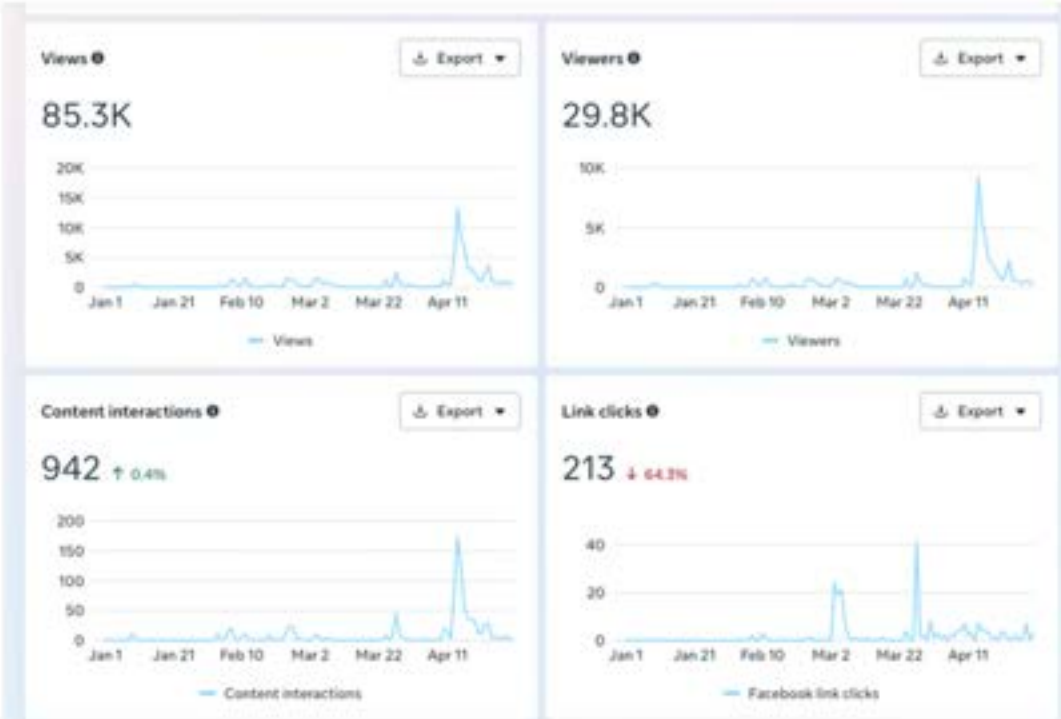 Views
Export
85.3K
20K
15K
10K
5K
0
Jan 1 Jan 21 Feb 10 Mar 2 Mar 22 Apr 11
Views
Viewers
Export
29.8K
10K
5K
0
Jan 1 Jan 21 Feb 10 Mar 2 Mar 22 Apr 11
Viewers
Content interactions
Export
942 ↑ 0.4%
200
150
100
50
0
Jan 1 Jan 21 Feb 10 Mar 2 Mar 22 Apr 11
Content interactions
Link clicks
Export
213 ↓ 64.3%
40
20
0
Jan 1 Jan 21 Feb 10 Mar 2 Mar 22 Apr 11
Facebook link clicks